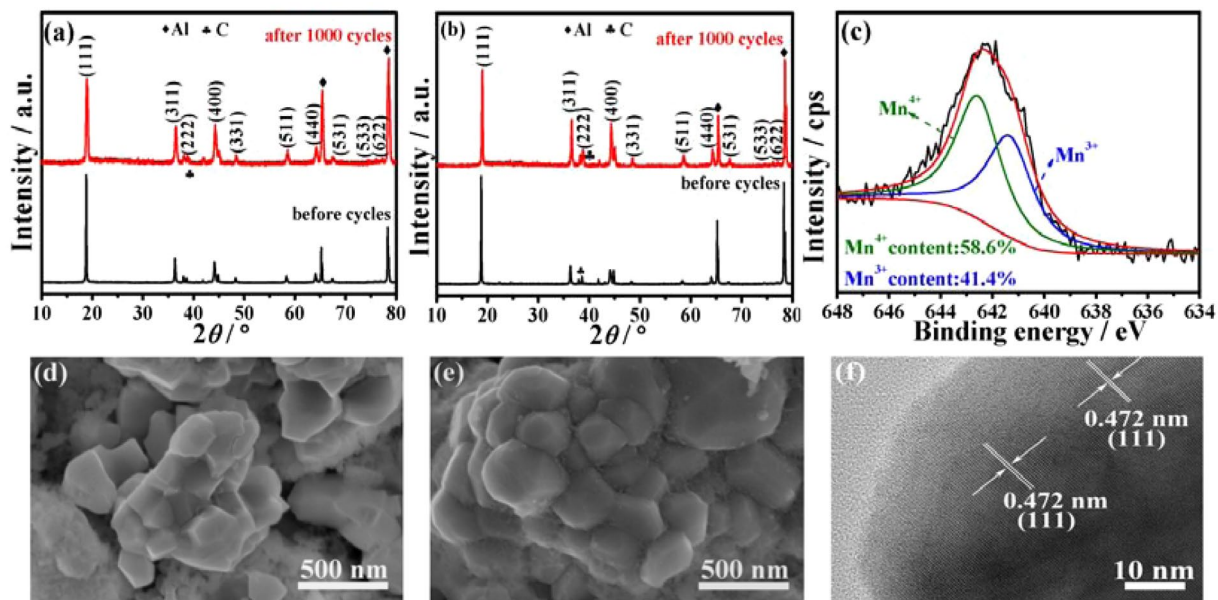 (a)
♦Al ♣C
after 1000 cycles
(111)
(311)
(222)
(400)
(331)
(511)
(440)
(531)
(533)
(622)
♦
♦
♣
before cycles
Intensity / a.u.
10 20 30 40 50 60 70 80
2θ / °
(b)
♦Al ♣C
after 1000 cycles
(111)
(311)
(222)
♣
(400)
(331)
(511)
(440)
(531)
(533)
(622)
♦
♦
♣
before cycles
Intensity / a.u.
10 20 30 40 50 60 70 80
2θ / °
(c)
Mn4+
Mn3+
Mn4+ content:58.6%
Mn3+ content:41.4%
Intensity / cps
648 646 644 642 640 638 636 634
Binding energy / eV
(d)
500 nm
(e)
500 nm
(f)
0.472 nm
(111)
0.472 nm
(111)
10 nm